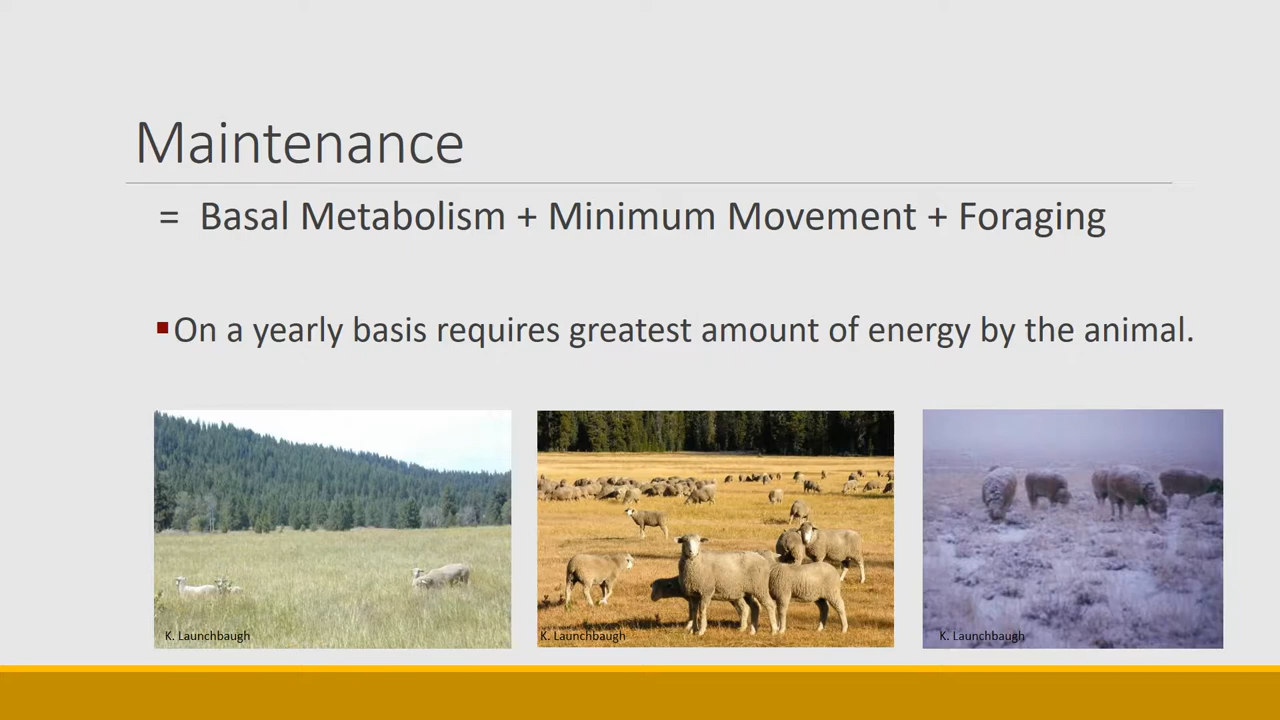 Maintenance
= Basal Metabolism + Minimum Movement + Foraging
▪On a yearly basis requires greatest amount of energy by the animal.
K. Launchbaugh
K. Launchbaugh
K. Launchbaugh